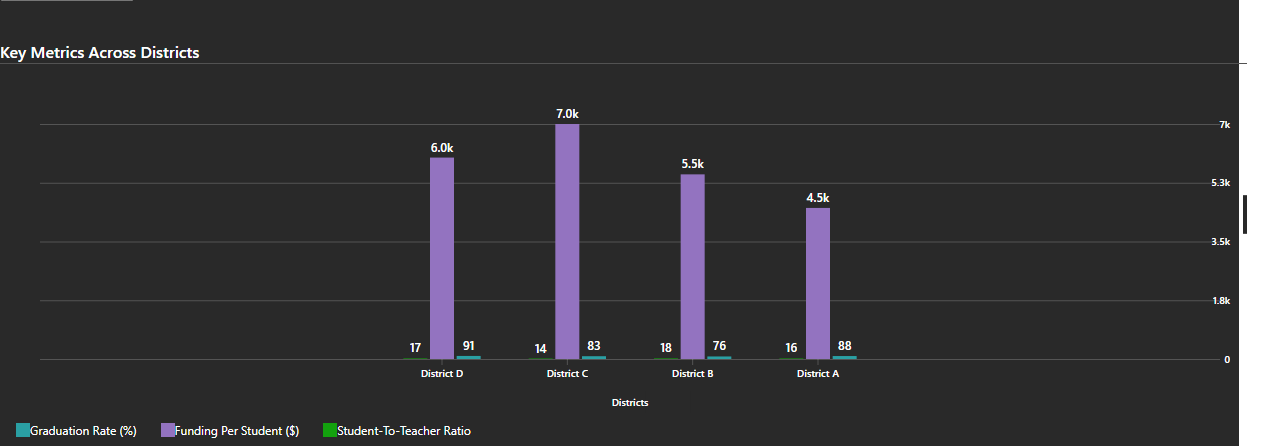 Key Metrics Across Districts
7.0k
7k
6.0k
5.5k
5.3k
4.5k
3.5k
1.8k
17 91 14 83 18 76 16 88
0
District D District C District B District A
Districts
Graduation Rate (%) Funding Per Student ($) Student-To-Teacher Ratio